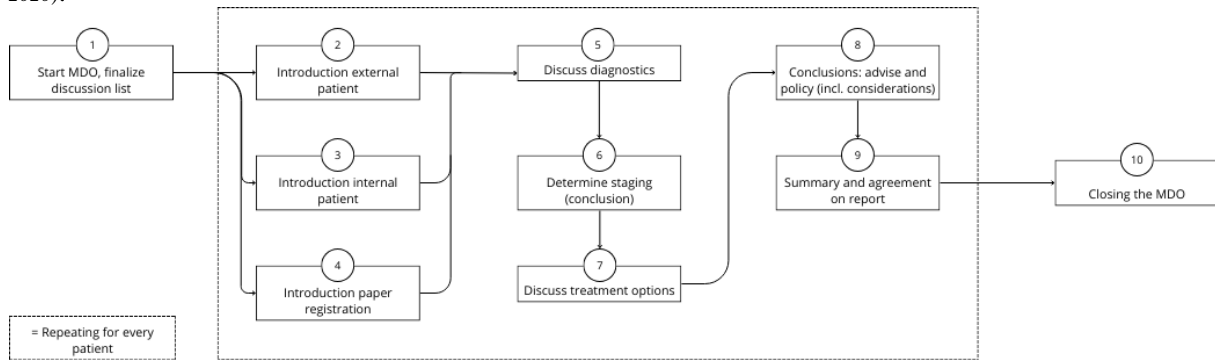 2020).
1
Start MDO, finalize
discussion list
2
Introduction external
patient
3
Introduction internal
patient
4
Introduction paper
registration
5
Discuss diagnostics
6
Determine staging
(conclusion)
7
Discuss treatment options
8
Conclusions: advise and
policy (incl. considerations)
9
Summary and agreement
on report
10
Closing the MDO
= Repeating for every
patient